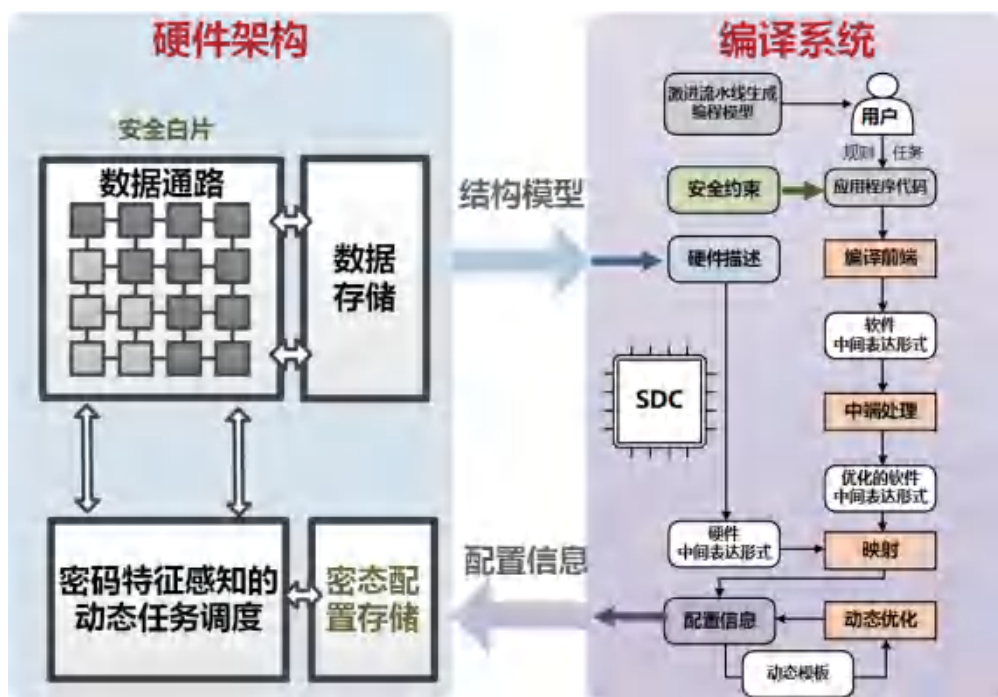 硬件架构
安全白片
数据通路
数据
存储
密码特征感知的
动态任务调度
密态配
置存储
结构模型
配置信息
编译系统
激进流水线生成
编程模型
用户
规则 任务
安全约束
应用程序代码
硬件描述
编译前端
软件
中间表达形式
SDC
中端处理
优化的软件
中间表达形式
硬件
中间表达形式
映射
配置信息
动态优化
动态模板